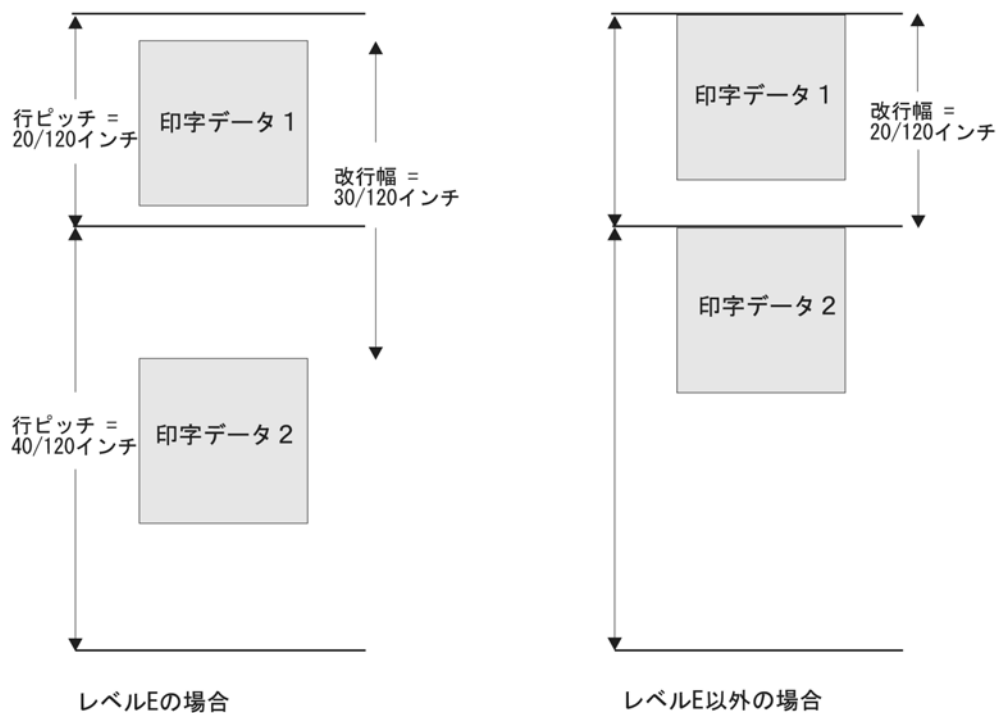 行ピッチ =
20/120インチ
印字データ１
改行幅 =
30/120インチ
行ピッチ =
40/120インチ
印字データ２
レベルEの場合
印字データ１
改行幅 =
20/120インチ
印字データ２
レベルE以外の場合